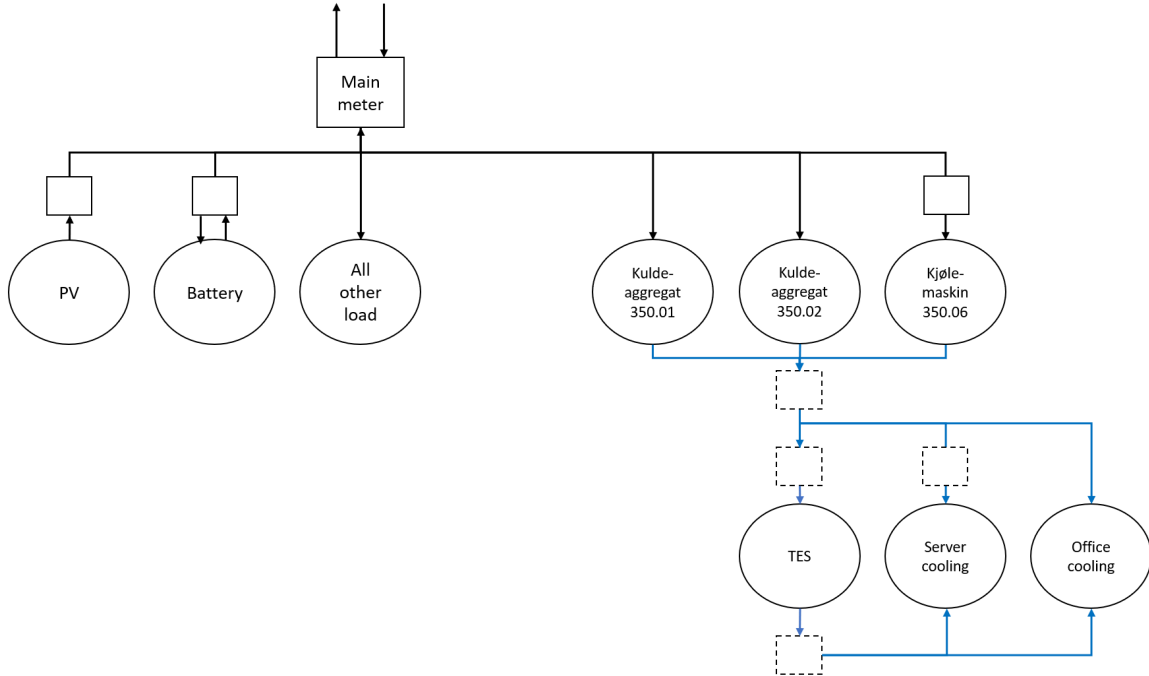 Main
meter
PV
Battery
All
other
load
Kulde-
aggregat
350.01
Kulde-
aggregat
350.02
Kjøle-
maskin
350.06
TES
Server
cooling
Office
cooling